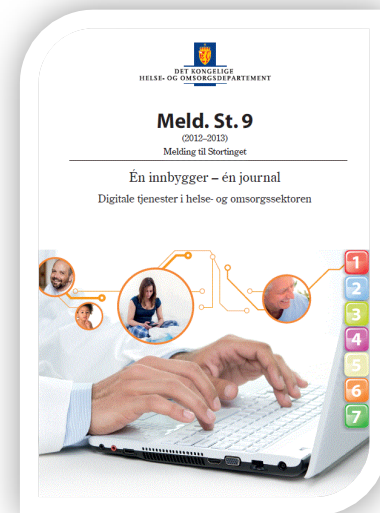 DET KONGELIGE
HELSE- OG OMSORGSDEPARTEMENT
Meld. St. 9
(2012–2013)
Melding til Stortinget
Én innbygger – én journal
Digitale tjenester i helse- og omsorgssektoren
1
2
3
4
5
6
7